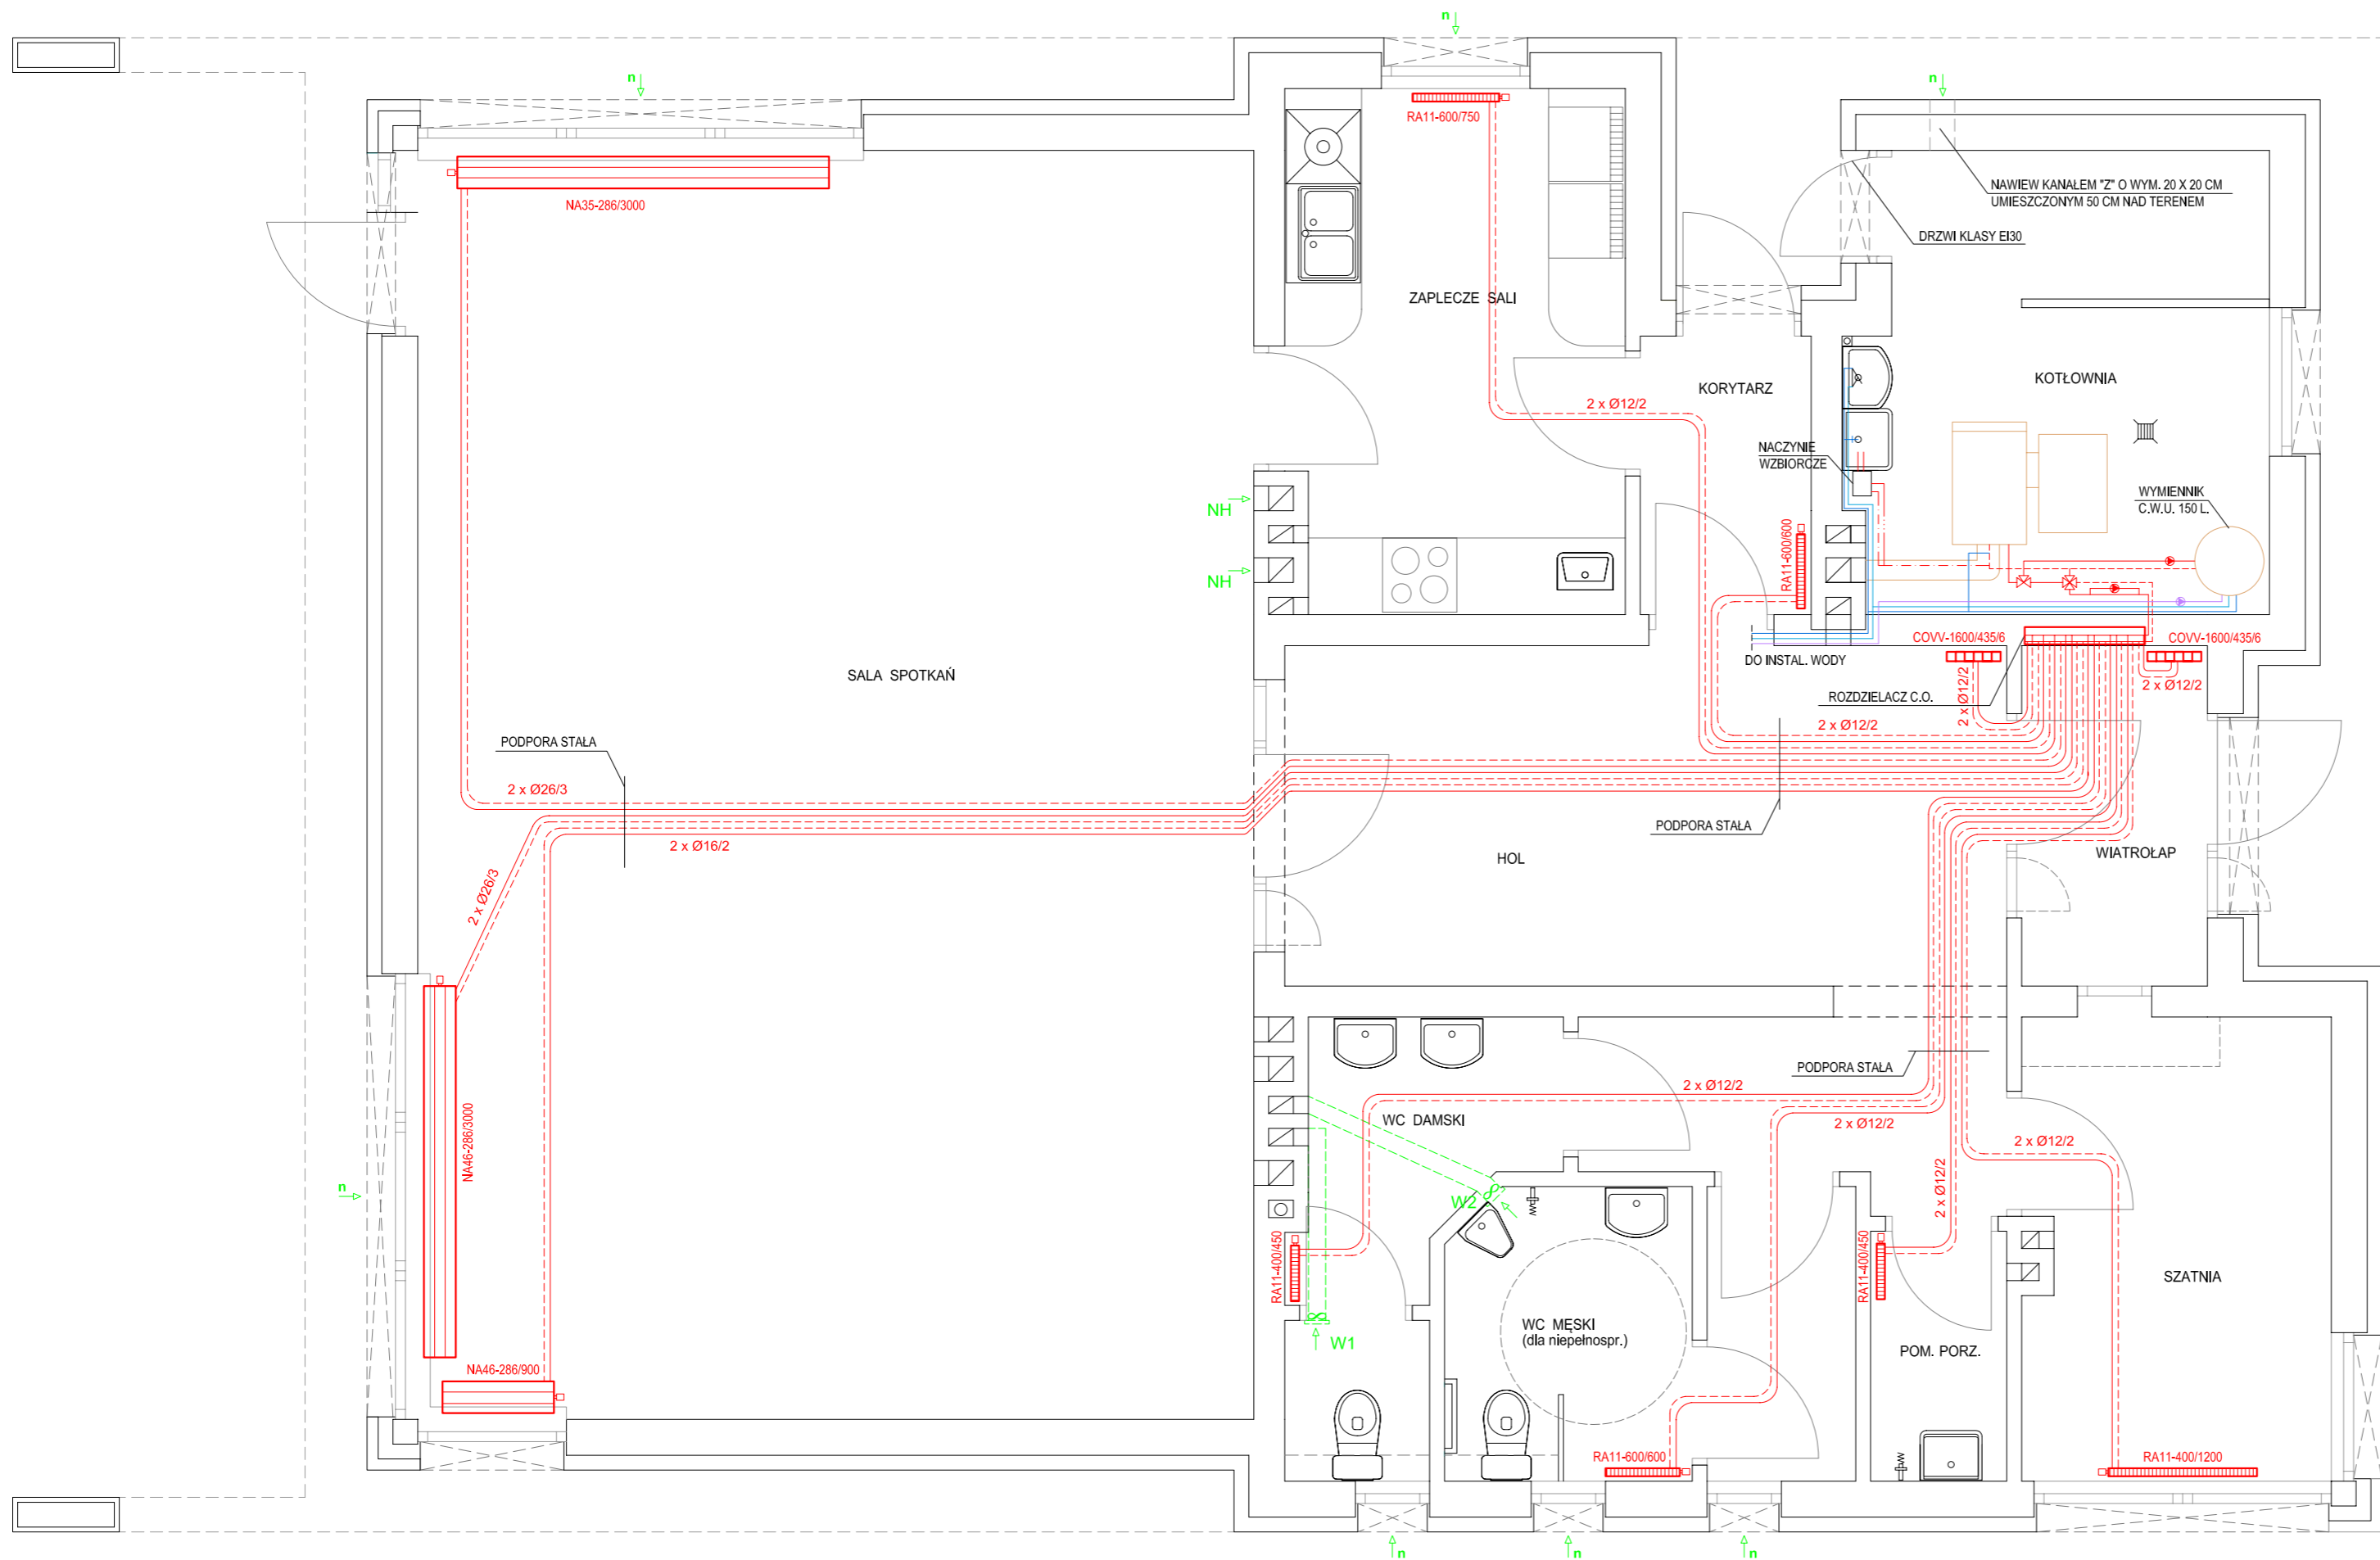 n
n
n
RA11-600/750
NA35-286/3000
NAWIEW KANAŁEM "Z" O WYM. 20 X 20 CM
UMIESZCZONYM 50 CM NAD TERENEM
DRZWI KLASY EI30
ZAPLECZE SALI
KORYTARZ
KOTŁOWNIA
2 x Ø12/2
NACZYNIE
WZBIORCZE
WYMIENNIK
C.W.U. 150 L.
NH
NH
RA11-600/600
COVV-1600/435/6
COVV-1600/435/6
DO INSTAL. WODY
SALA SPOTKAŃ
2 x Ø12/2
2 x Ø12/2
ROZDZIELACZ C.O.
2 x Ø12/2
PODPORA STAŁA
2 x Ø26/3
PODPORA STAŁA
2 x Ø16/2
HOL
WIATROŁAP
2 x Ø26/3
PODPORA STAŁA
2 x Ø12/2
WC DAMSKI
2 x Ø12/2
2 x Ø12/2
NA46-286/3000
n
W2
2 x Ø12/2
RA11-400/450
RA11-400/450
SZATNIA
WC MĘSKI
(dla niepełnospr.)
W1
POM. PORZ.
NA46-286/900
RA11-600/600
RA11-400/1200
n
n
n